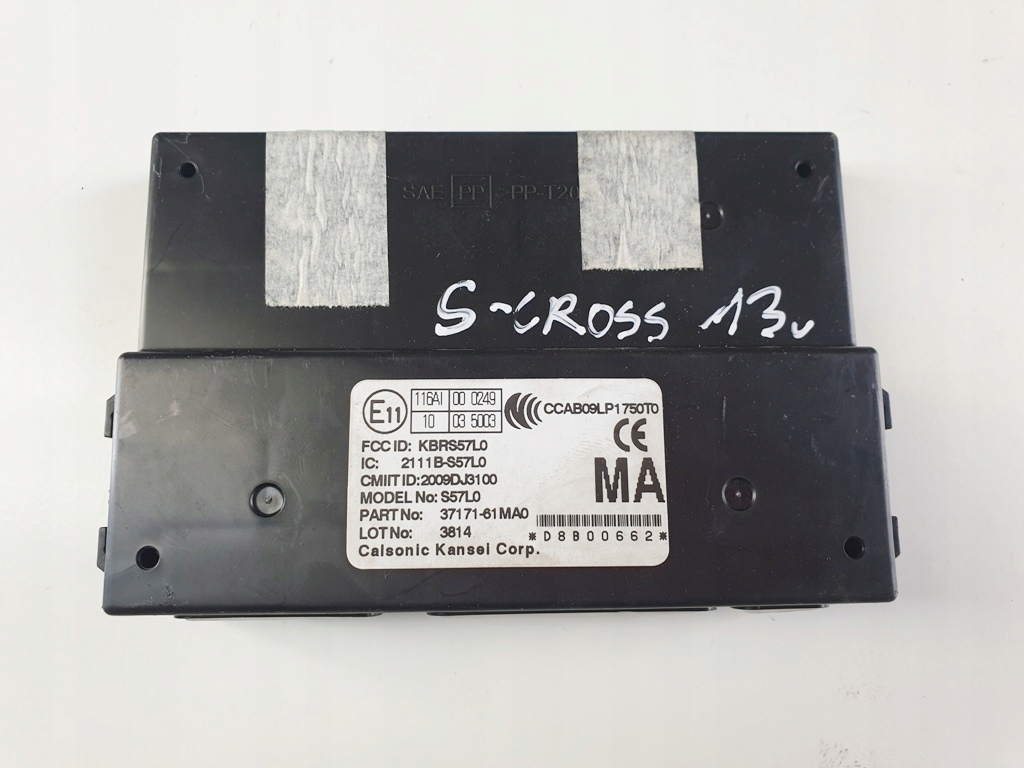 SAE PP >PP-T20
S-CROSS 13r
E11
116AI 00 0249
10 03 5003
CCAB09LP1750T0
CE
FCC ID: KBRS57L0
IC: 2111B-S57L0
CMIIT ID:2009DJ3100
MODEL No: S57L0
MA
PART No: 37171-61MA0
LOT No: 3814
*D8B00662*
Calsonic Kansei Corp.